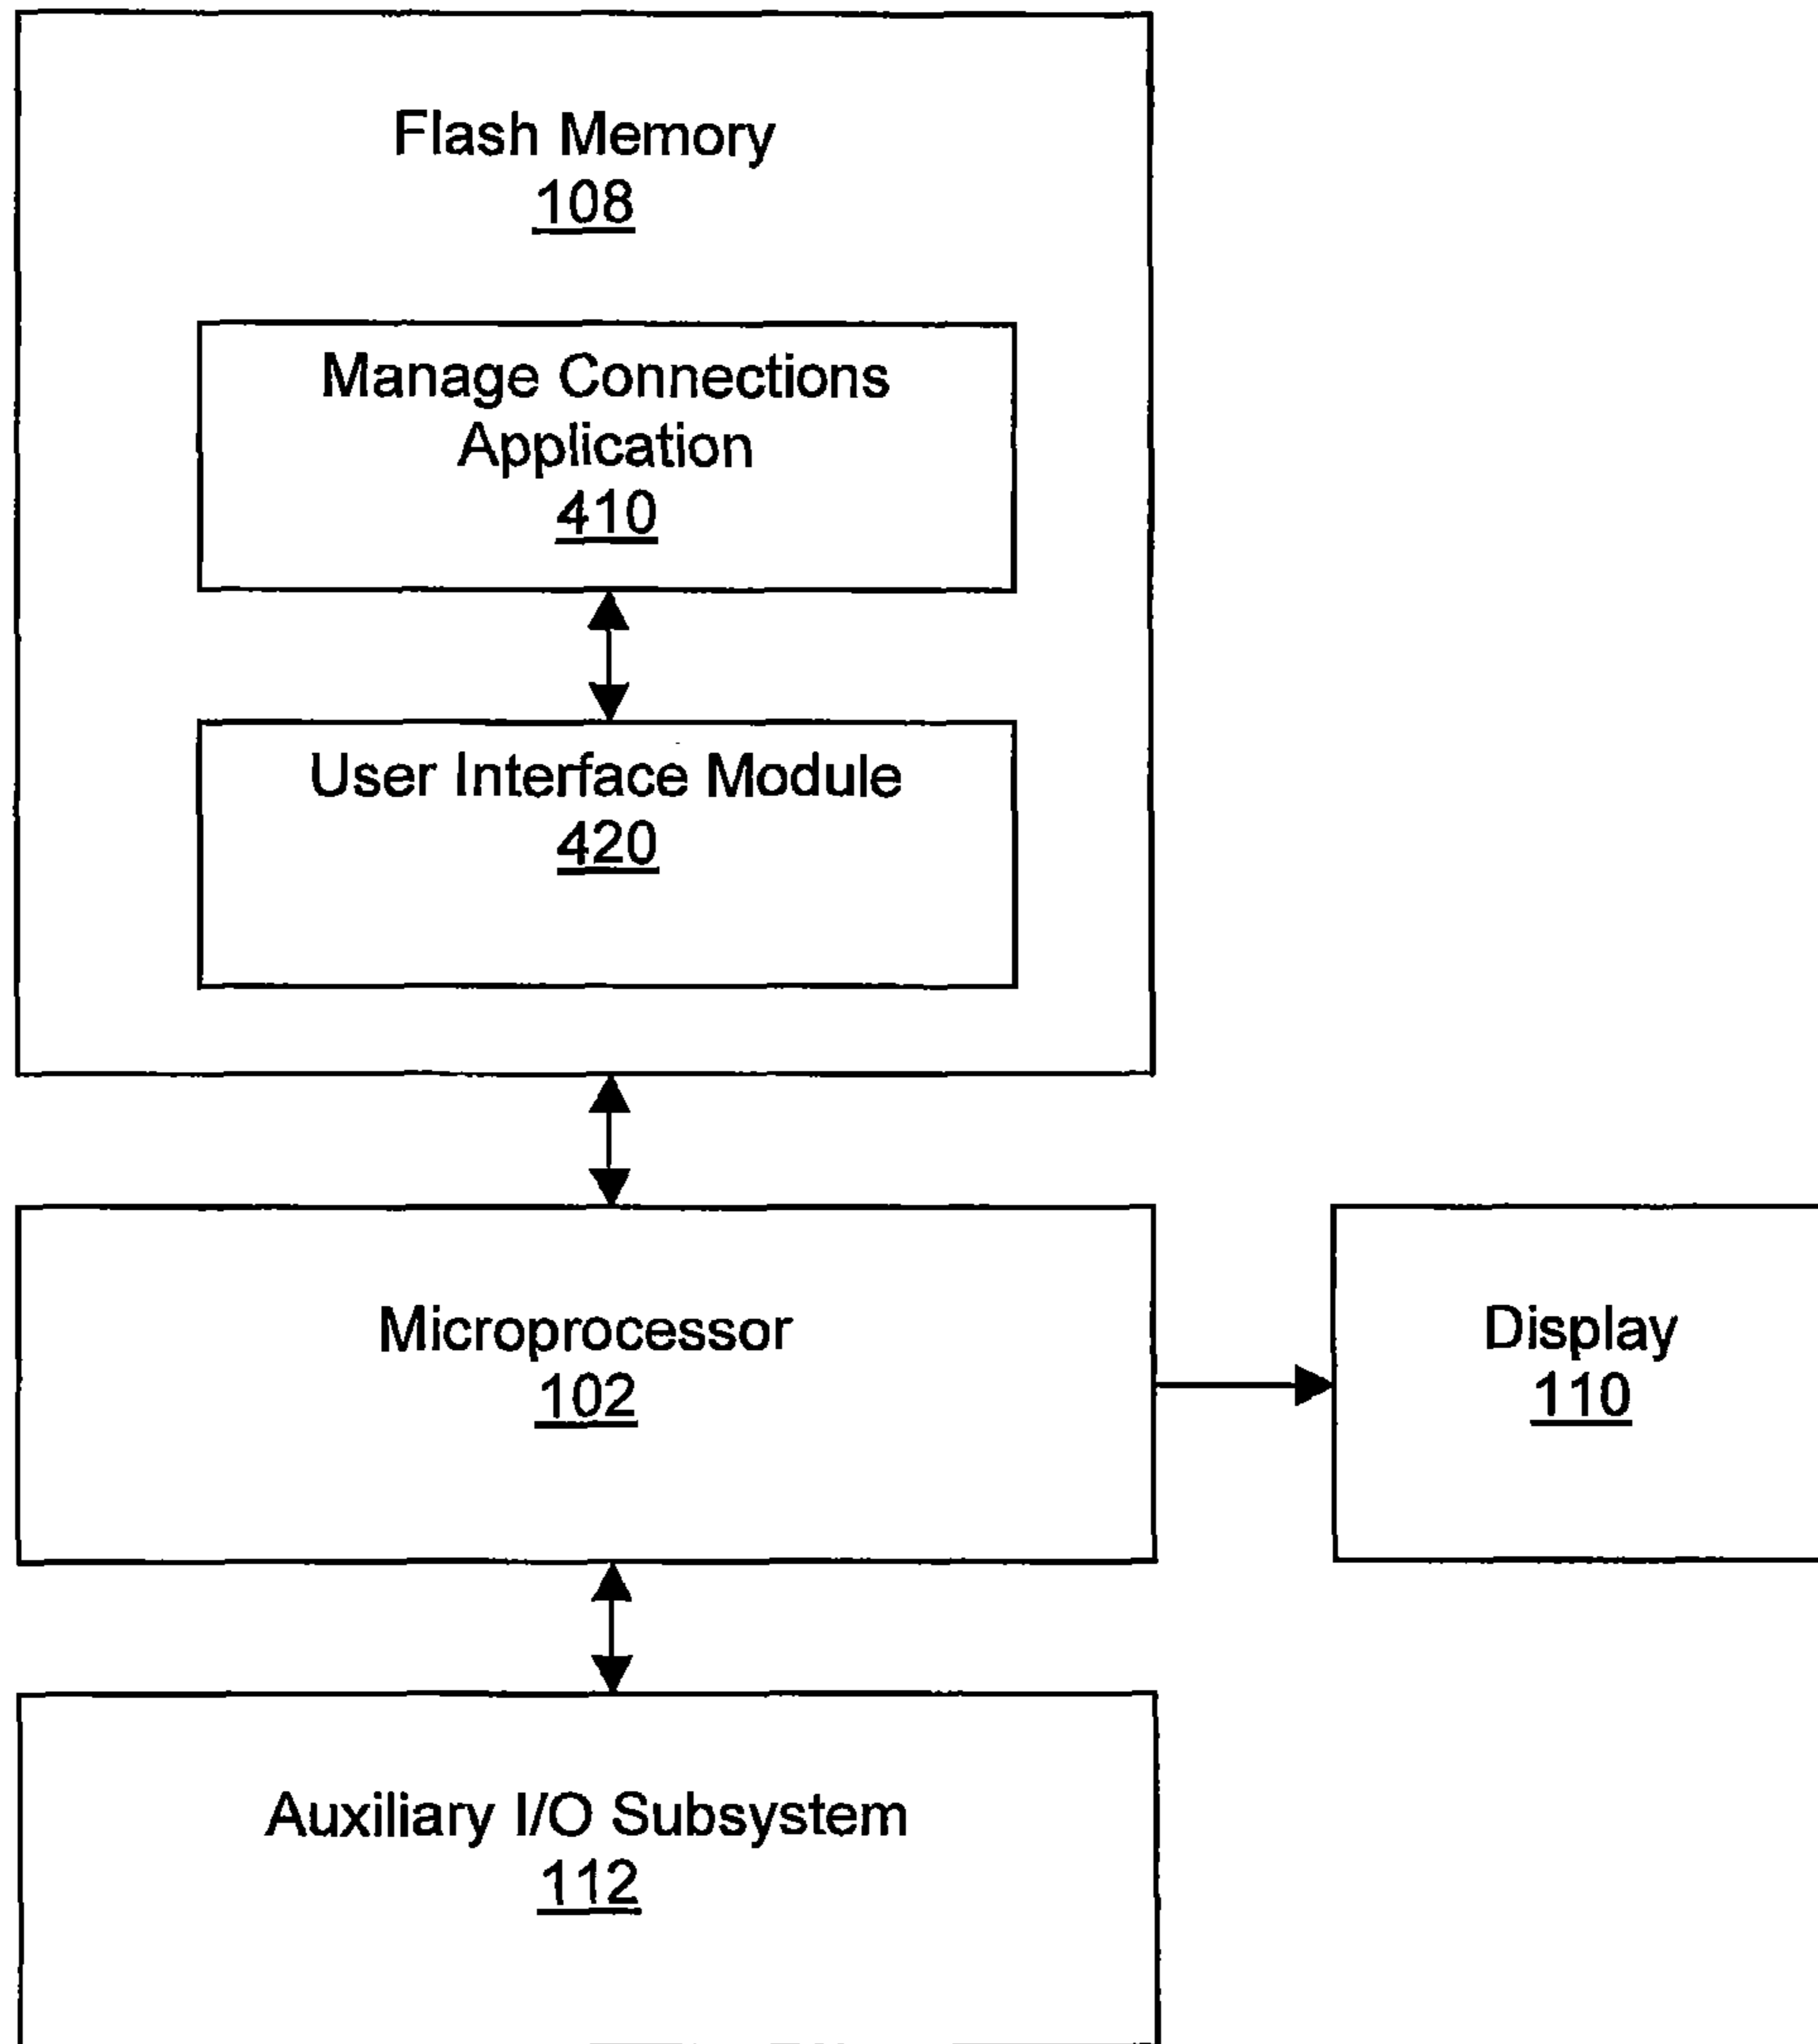 Flash Memory
108
Manage Connections
Application
410
User Interface Module
420
Microprocessor
102
Display
110
Auxiliary I/O Subsystem
112